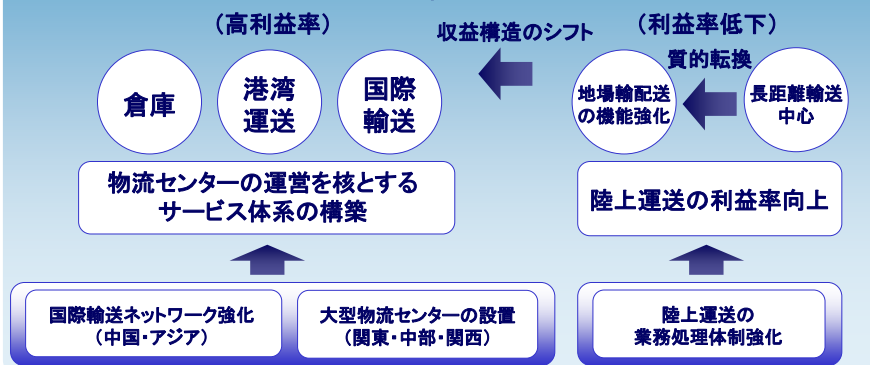 （高利益率）
収益構造のシフト
（利益率低下）
質的転換
倉庫
港湾
運送
国際
輸送
地場輸配送
の機能強化
長距離輸送
中心
物流センターの運営を核とする
サービス体系の構築
陸上運送の利益率向上
国際輸送ネットワーク強化
（中国・アジア）
大型物流センターの設置
（関東・中部・関西）
陸上運送の
業務処理体制強化